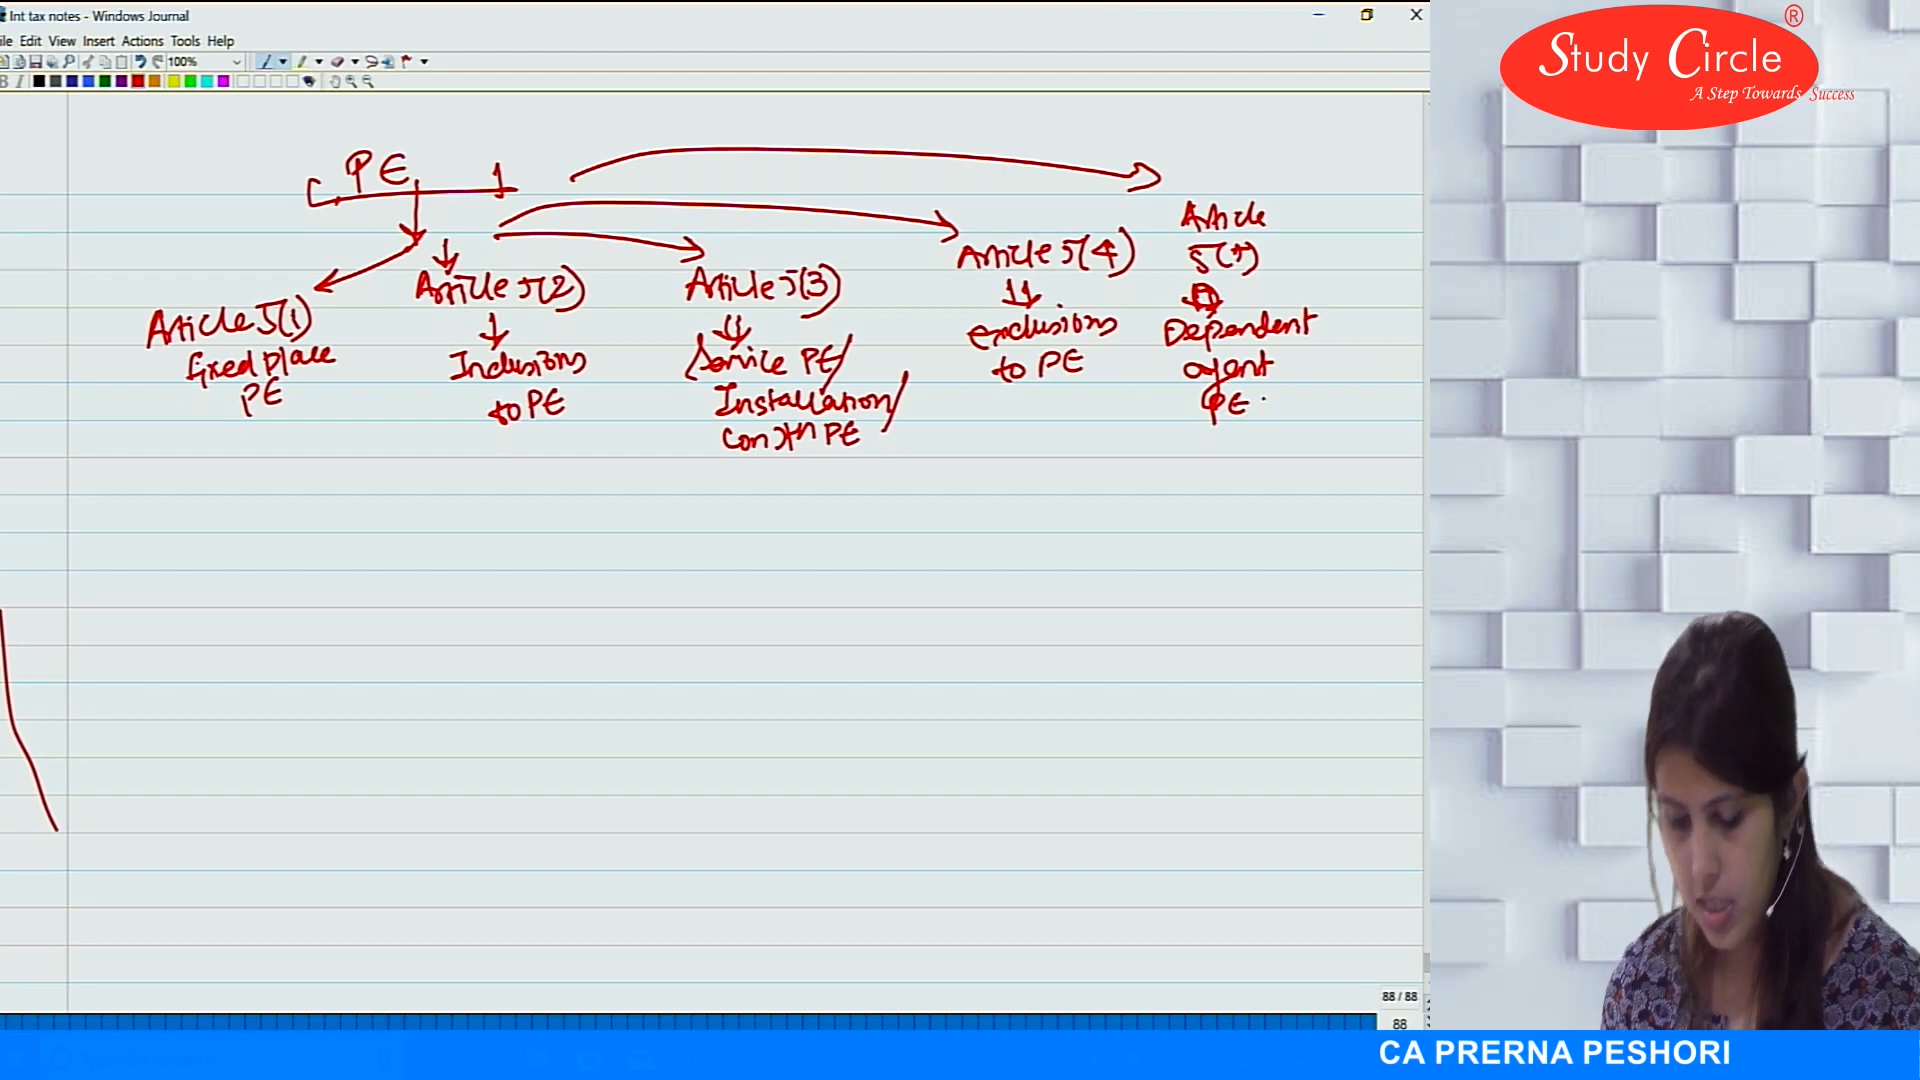 Int tax notes - Windows Journal
ile Edit View Insert Actions Tools Help
100%
B I
Study Circle ®
A Step Towards Success
PE
Article 5(1)
fixed place
PE
Article 5(2)
Inclusions
to PE
Article 5(3)
Service PE/
Installation/
Constn PE
Article 5(4)
exclusions
to PE
Article
5(5)
Dependent
agent
PE.
88 / 88
88
CA PRERNA PESHORI